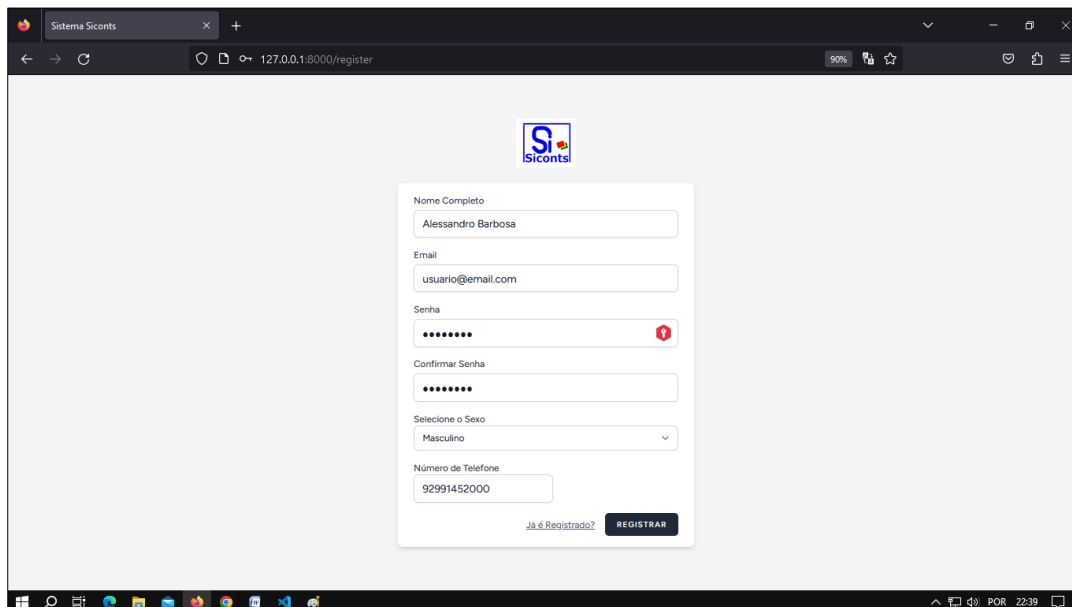 Sistema Siconts
127.0.0.1:8000/register
90%
Si
Siconts
Nome Completo
Alessandro Barbosa
Email
usuario@email.com
Senha
••••••••
Confirmar Senha
••••••••
Selecione o Sexo
Masculino
Número de Telefone
92991452000
Já é Registrado? REGISTRAR
POR 22:39